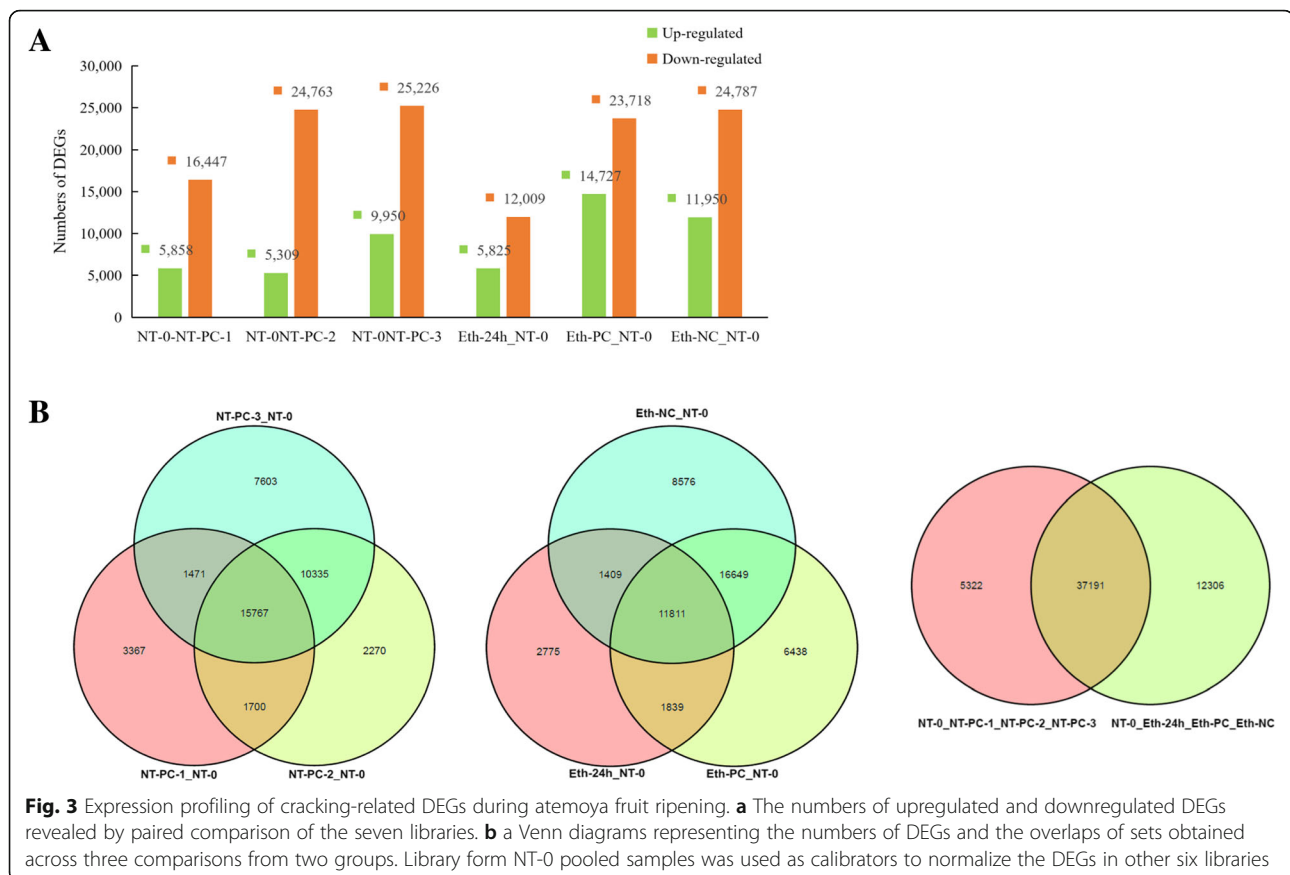 A
Up-regulated
Down-regulated
Numbers of DEGs
30,000
25,000
20,000
15,000
10,000
5,000
0
5,858
16,447
5,309
24,763
9,950
25,226
5,825
12,009
14,727
23,718
11,950
24,787
NT-0-NT-PC-1
NT-0NT-PC-2
NT-0NT-PC-3
Eth-24h_NT-0
Eth-PC_NT-0
Eth-NC_NT-0
B
NT-PC-3_NT-0
7603
1471
10335
15767
3367
2270
1700
NT-PC-1_NT-0
NT-PC-2_NT-0
Eth-NC_NT-0
8576
1409
16649
11811
2775
6438
1839
Eth-24h_NT-0
Eth-PC_NT-0
5322
37191
12306
NT-0_NT-PC-1_NT-PC-2_NT-PC-3
NT-0_Eth-24h_Eth-PC_Eth-NC
Fig. 3 Expression profiling of cracking-related DEGs during atemoya fruit ripening. a The numbers of upregulated and downregulated DEGs
revealed by paired comparison of the seven libraries. b a Venn diagrams representing the numbers of DEGs and the overlaps of sets obtained
across three comparisons from two groups. Library form NT-0 pooled samples was used as calibrators to normalize the DEGs in other six libraries